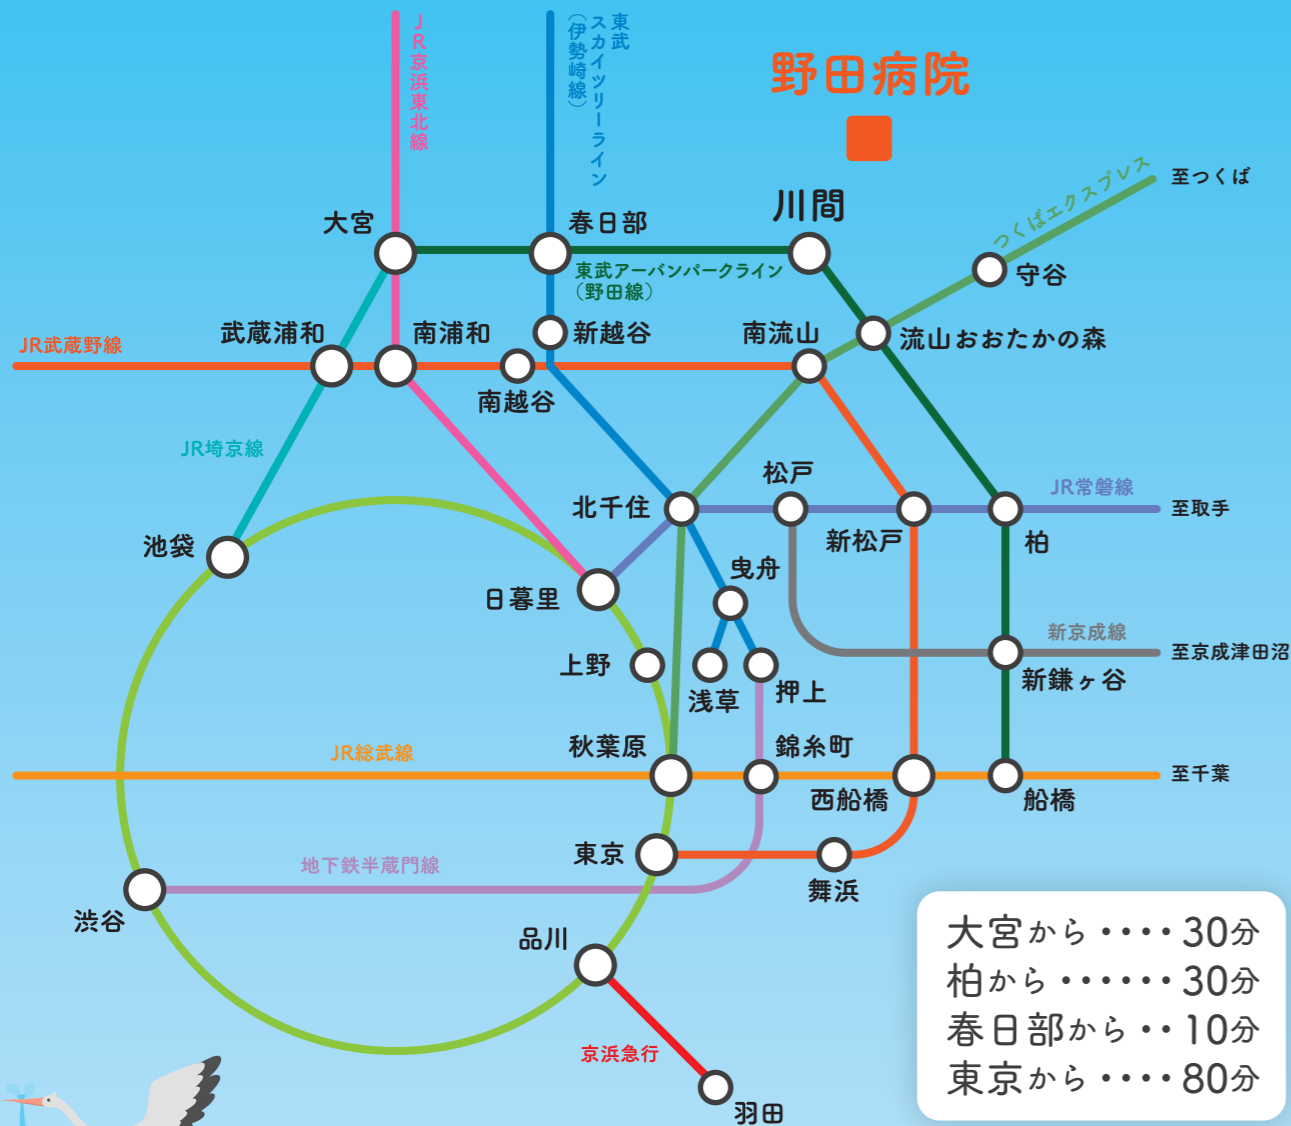 JR京浜東北線
東武
スカイツリーライン
（伊勢崎線）
野田病院
至つくば
つくばエクスプレス
川間
大宮
春日部
東武アーバンパークライン
（野田線）
守谷
武蔵浦和
南浦和
新越谷
南流山
流山おおたかの森
JR武蔵野線
南越谷
JR埼京線
松戸
JR常磐線
北千住
至取手
池袋
新松戸
柏
曳舟
日暮里
新京成線
至京成津田沼
上野
浅草
押上
新鎌ヶ谷
秋葉原
錦糸町
JR総武線
至千葉
西船橋
船橋
東京
地下鉄半蔵門線
舞浜
渋谷
品川
京浜急行
羽田
大宮から・・・・30分
柏から・・・・・・30分
春日部から・・10分
東京から・・・・80分